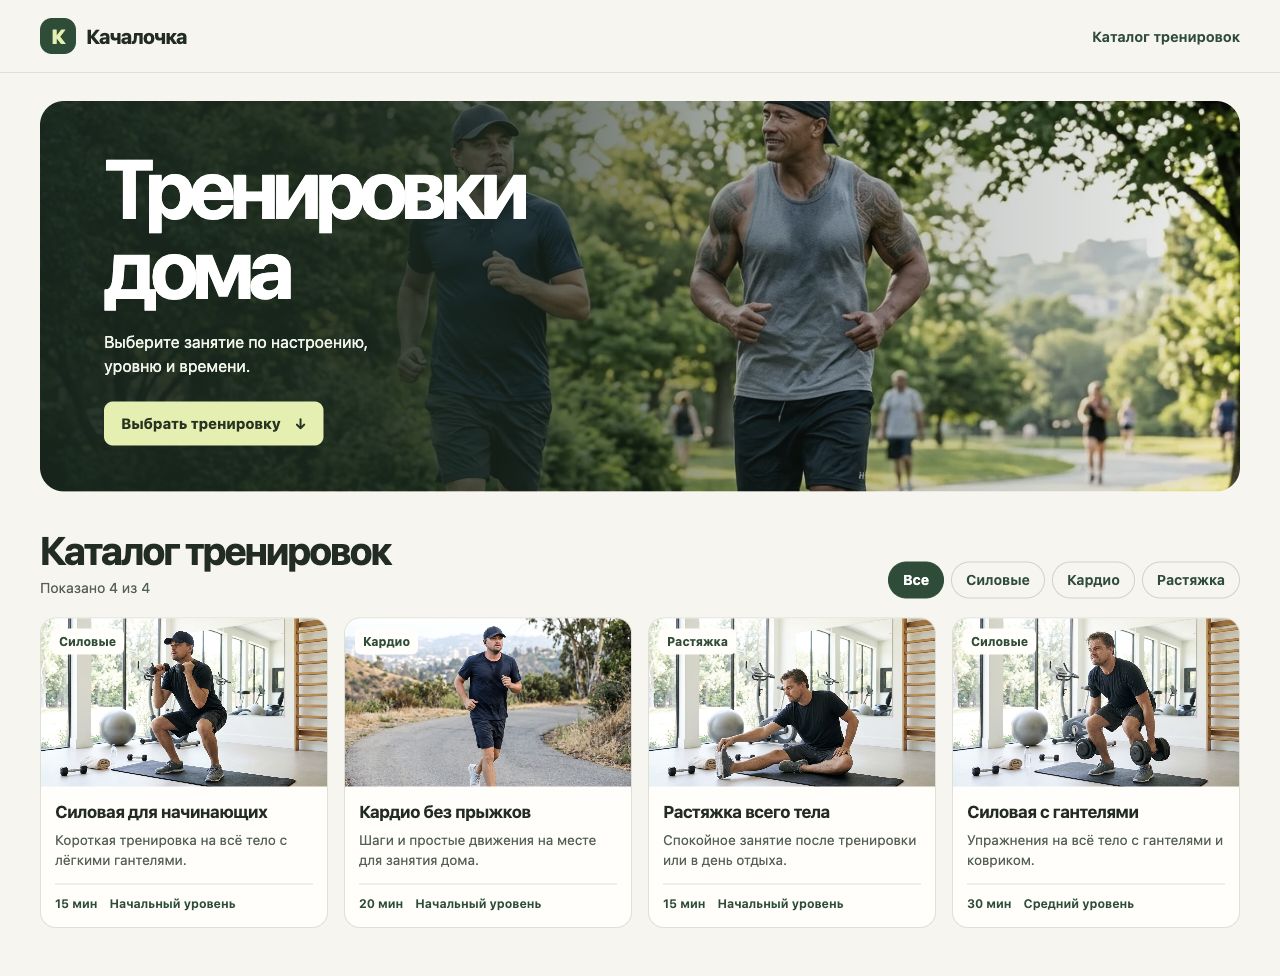 К Качалочка
Каталог тренировок
Тренировки
дома
Выберите занятие по настроению,
уровню и времени.
Выбрать тренировку ↓
Каталог тренировок
Показано 4 из 4
Все
Силовые
Кардио
Растяжка
Силовые
Силовая для начинающих
Короткая тренировка на всё тело с
лёгкими гантелями.
15 мин Начальный уровень
Кардио
Кардио без прыжков
Шаги и простые движения на месте
для занятия дома.
20 мин Начальный уровень
Растяжка
Растяжка всего тела
Спокойное занятие после тренировки
или в день отдыха.
15 мин Начальный уровень
Силовые
Силовая с гантелями
Упражнения на всё тело с гантелями и
ковриком.
30 мин Средний уровень